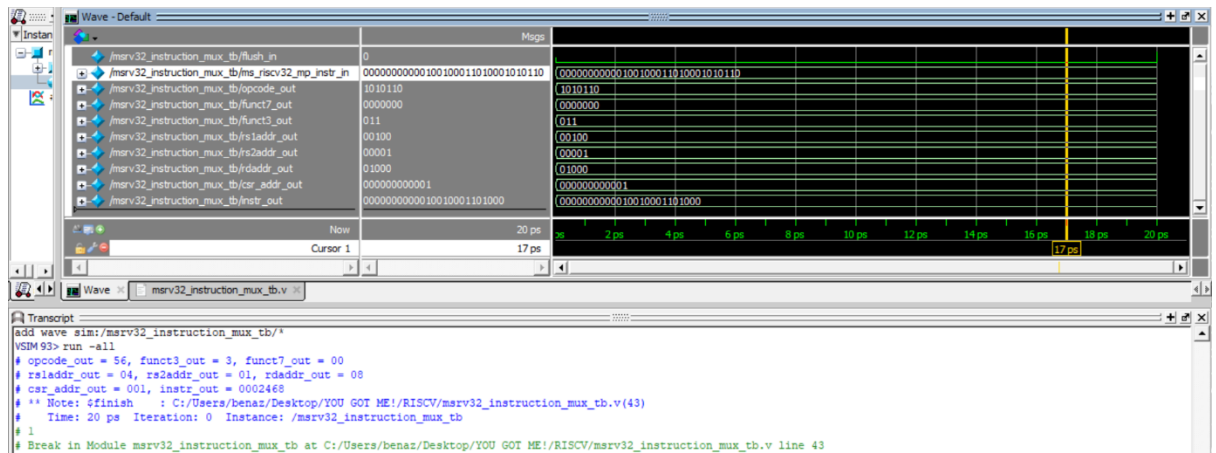 Wave - Default
Instan
Msgs
/msrv32_instruction_mux_tb/flush_in 0
/msrv32_instruction_mux_tb/ms_riscv32_mp_instr_in 00000000000100100011010001010110 00000000000100100011010001010110
/msrv32_instruction_mux_tb/opcode_out 1010110 1010110
/msrv32_instruction_mux_tb/funct7_out 0000000 0000000
/msrv32_instruction_mux_tb/funct3_out 011 011
/msrv32_instruction_mux_tb/rs1addr_out 00100 00100
/msrv32_instruction_mux_tb/rs2addr_out 00001 00001
/msrv32_instruction_mux_tb/rdaddr_out 01000 01000
/msrv32_instruction_mux_tb/csr_addr_out 000000000001 000000000001
/msrv32_instruction_mux_tb/instr_out 0000000000010010001101000 0000000000010010001101000
Now 20 ps 2 ps 4 ps 6 ps 8 ps 10 ps 12 ps 14 ps 16 ps 18 ps 20 ps
Cursor 1 17 ps 17 ps
Wave msrv32_instruction_mux_tb.v
Transcript
add wave sim:/msrv32_instruction_mux_tb/*
VSIM 93> run -all
# opcode_out = 56, funct3_out = 3, funct7_out = 00
# rs1addr_out = 04, rs2addr_out = 01, rdaddr_out = 08
# csr_addr_out = 001, instr_out = 0002468
# ** Note: $finish : C:/Users/benaz/Desktop/YOU GOT ME!/RISCV/msrv32_instruction_mux_tb.v(43)
# Time: 20 ps Iteration: 0 Instance: /msrv32_instruction_mux_tb
# 1
# Break in Module msrv32_instruction_mux_tb at C:/Users/benaz/Desktop/YOU GOT ME!/RISCV/msrv32_instruction_mux_tb.v line 43